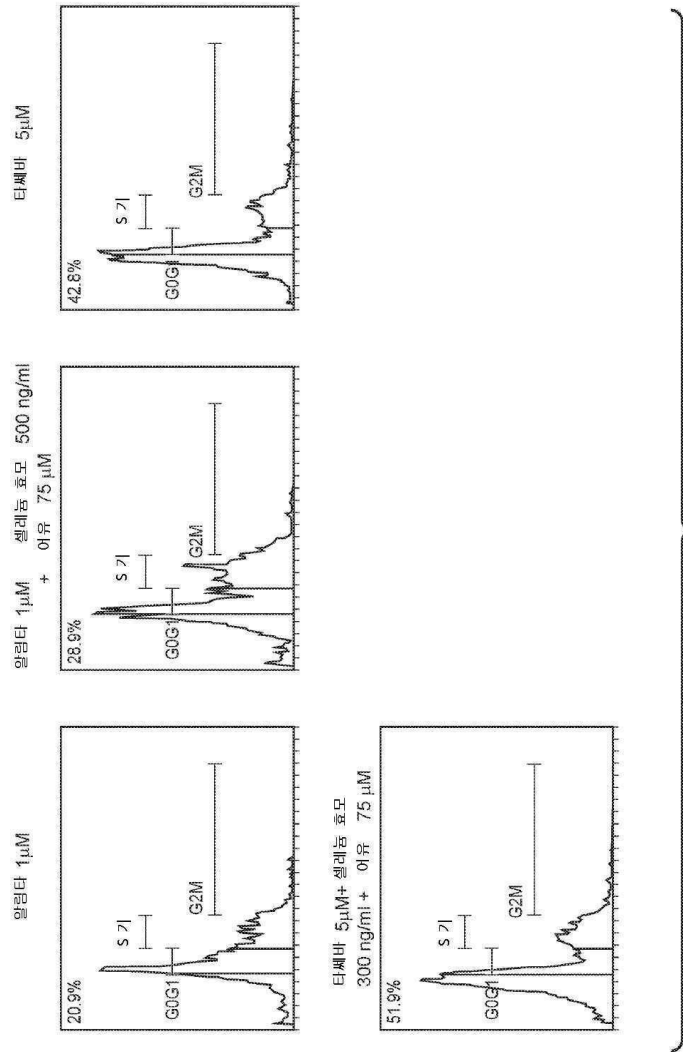 알림타 1μM
20.9%
S 기
G0G1
G2M
알림타 1μM 셀레늄 효모 500 ng/ml
+ 어유 75 μM
28.9%
S 기
G0G1
G2M
타쎄바 5μM
42.8%
S 기
G0G1
G2M
타쎄바 5μM+ 셀레늄 효모
300 ng/ml + 어유 75 μM
51.9%
S 기
G0G1
G2M